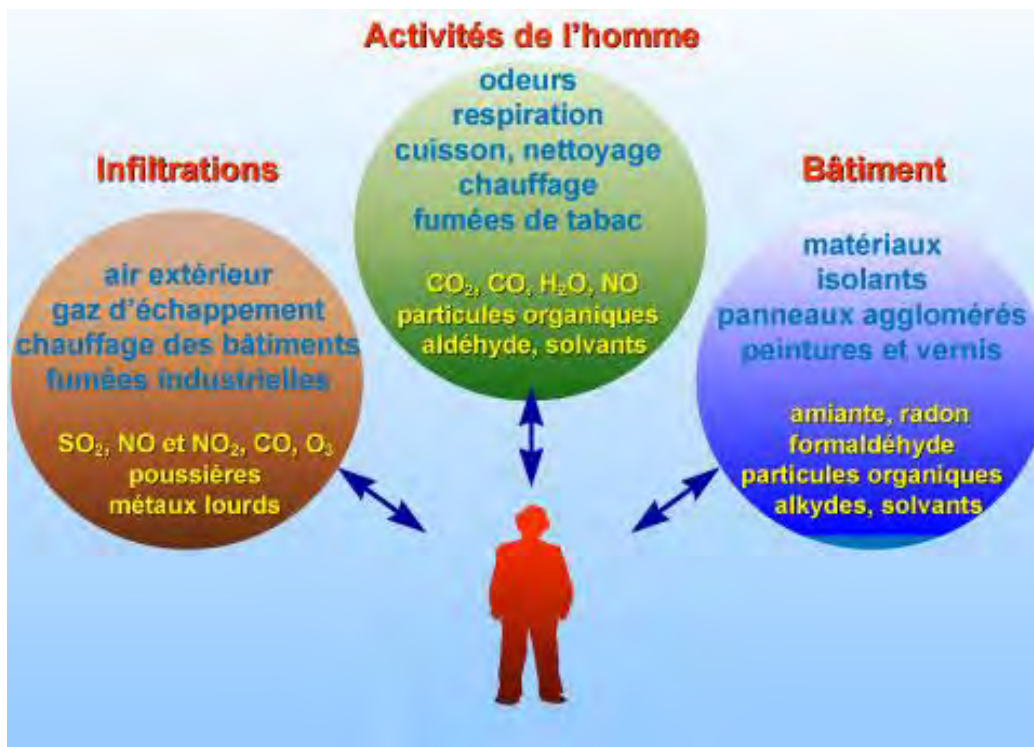 Activités de l'homme
odeurs
respiration
cuisson, nettoyage
chauffage
fumées de tabac
CO₂, CO, H₂O, NO
particules organiques
aldéhyde, solvants
Infiltrations
air extérieur
gaz d'échappement
chauffage des bâtiments
fumées industrielles
SO₂, NO et NO₂, CO, O₃
poussières
métaux lourds
Bâtiment
matériaux
isolants
panneaux agglomérés
peintures et vernis
amiante, radon
formaldéhyde
particules organiques
alkydes, solvants